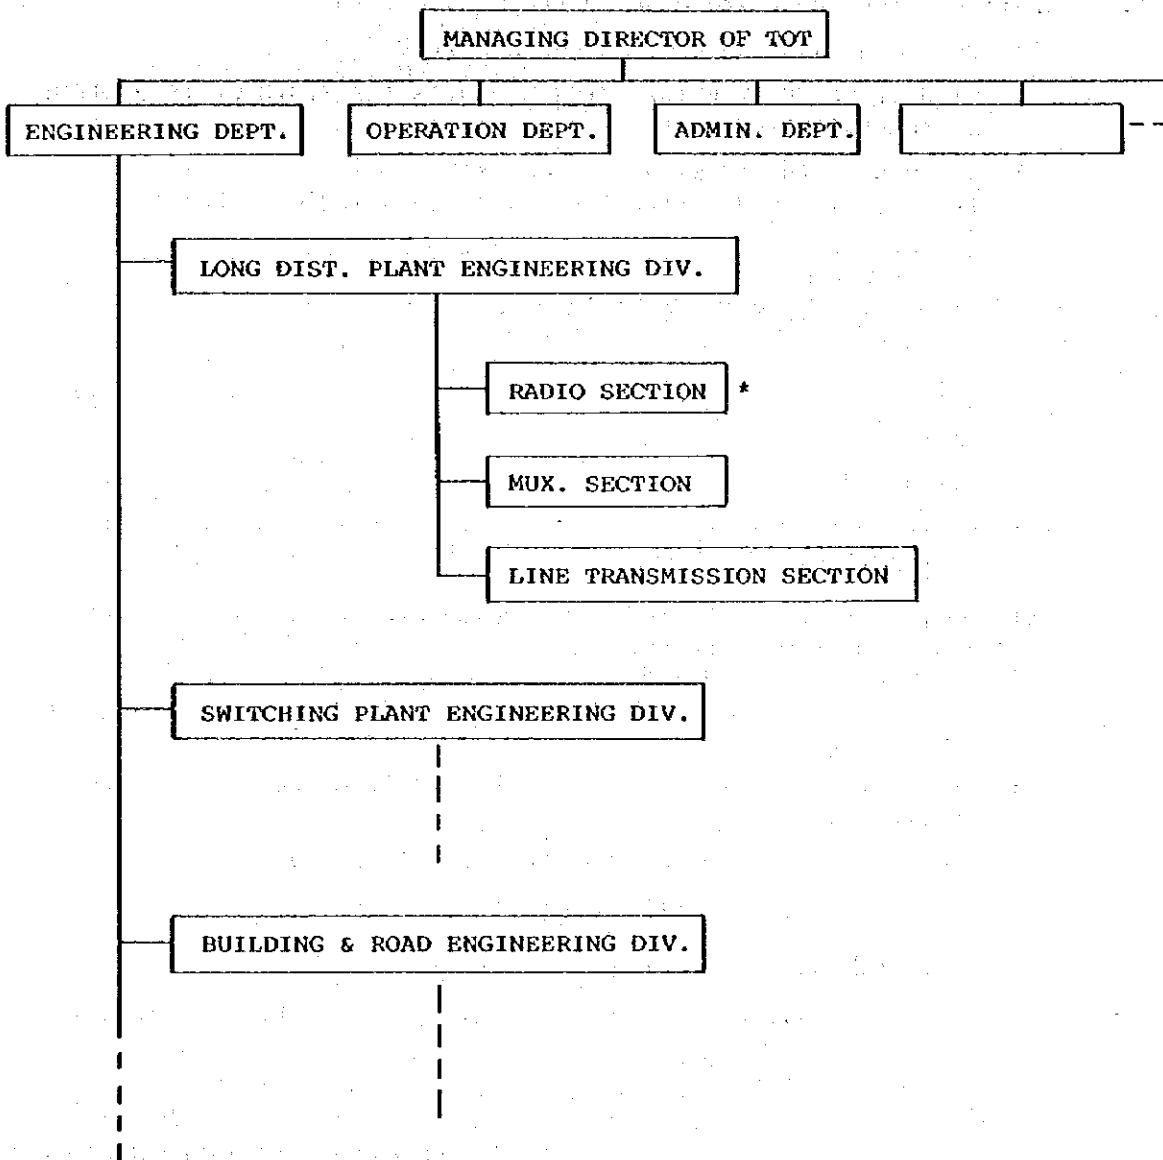 MANAGING DIRECTOR OF TOT
ENGINEERING DEPT.
OPERATION DEPT.
ADMIN. DEPT.
LONG DIST. PLANT ENGINEERING DIV.
RADIO SECTION *
MUX. SECTION
LINE TRANSMISSION SECTION
SWITCHING PLANT ENGINEERING DIV.
BUILDING & ROAD ENGINEERING DIV.